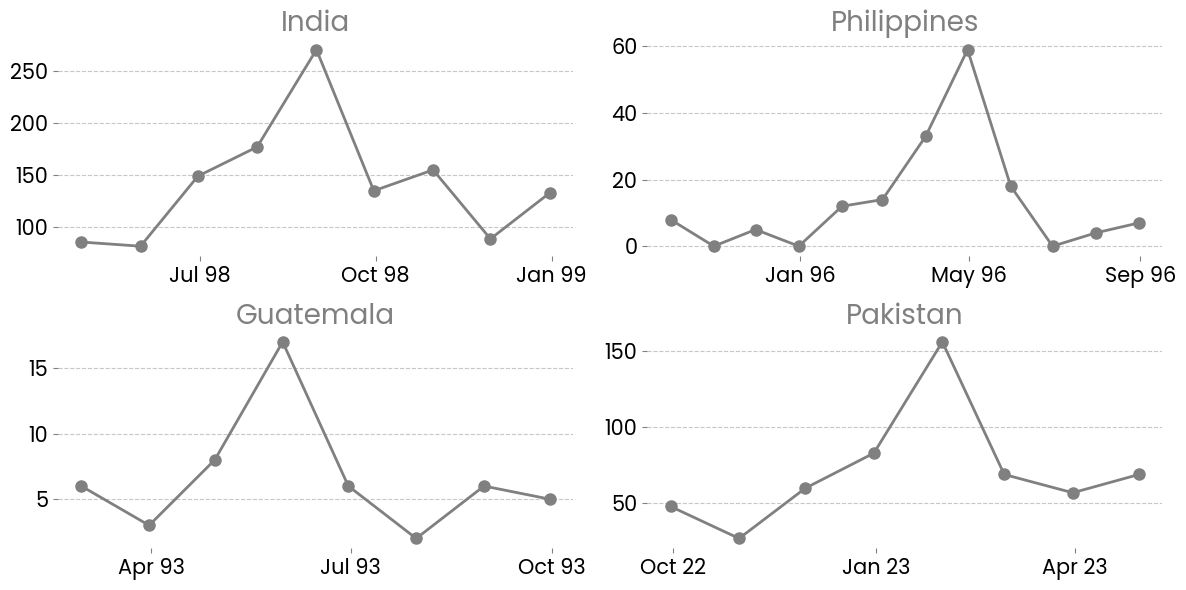 India
250
200
150
100
Jul 98 Oct 98 Jan 99
Philippines
60
40
20
0
Jan 96 May 96 Sep 96
Guatemala
15
10
5
Apr 93 Jul 93 Oct 93
Pakistan
150
100
50
Oct 22 Jan 23 Apr 23